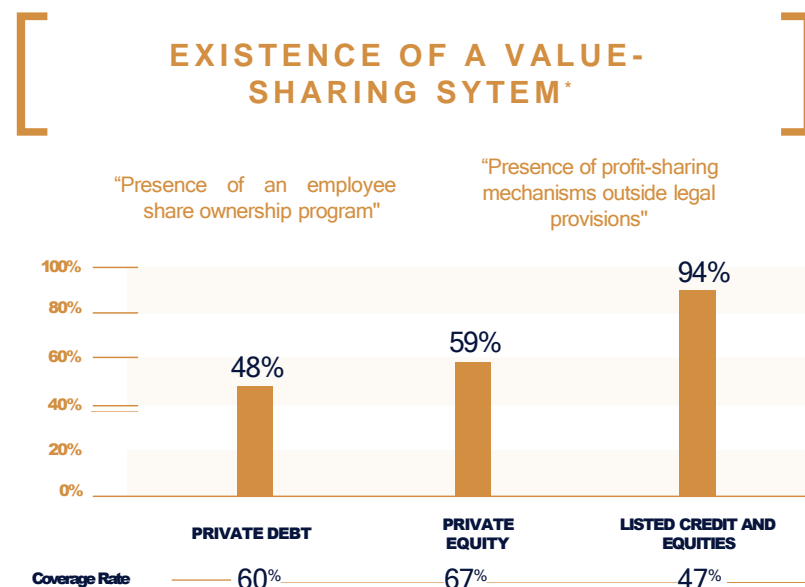 EXISTENCE OF A VALUE-
SHARING SYTEM*
“Presence of an employee
share ownership program"
“Presence of profit-sharing
mechanisms outside legal
provisions"
100%
80%
60%
40%
20%
0%
48%
59%
94%
PRIVATE DEBT
PRIVATE
EQUITY
LISTED CREDIT AND
EQUITIES
Coverage Rate 60% 67% 47%